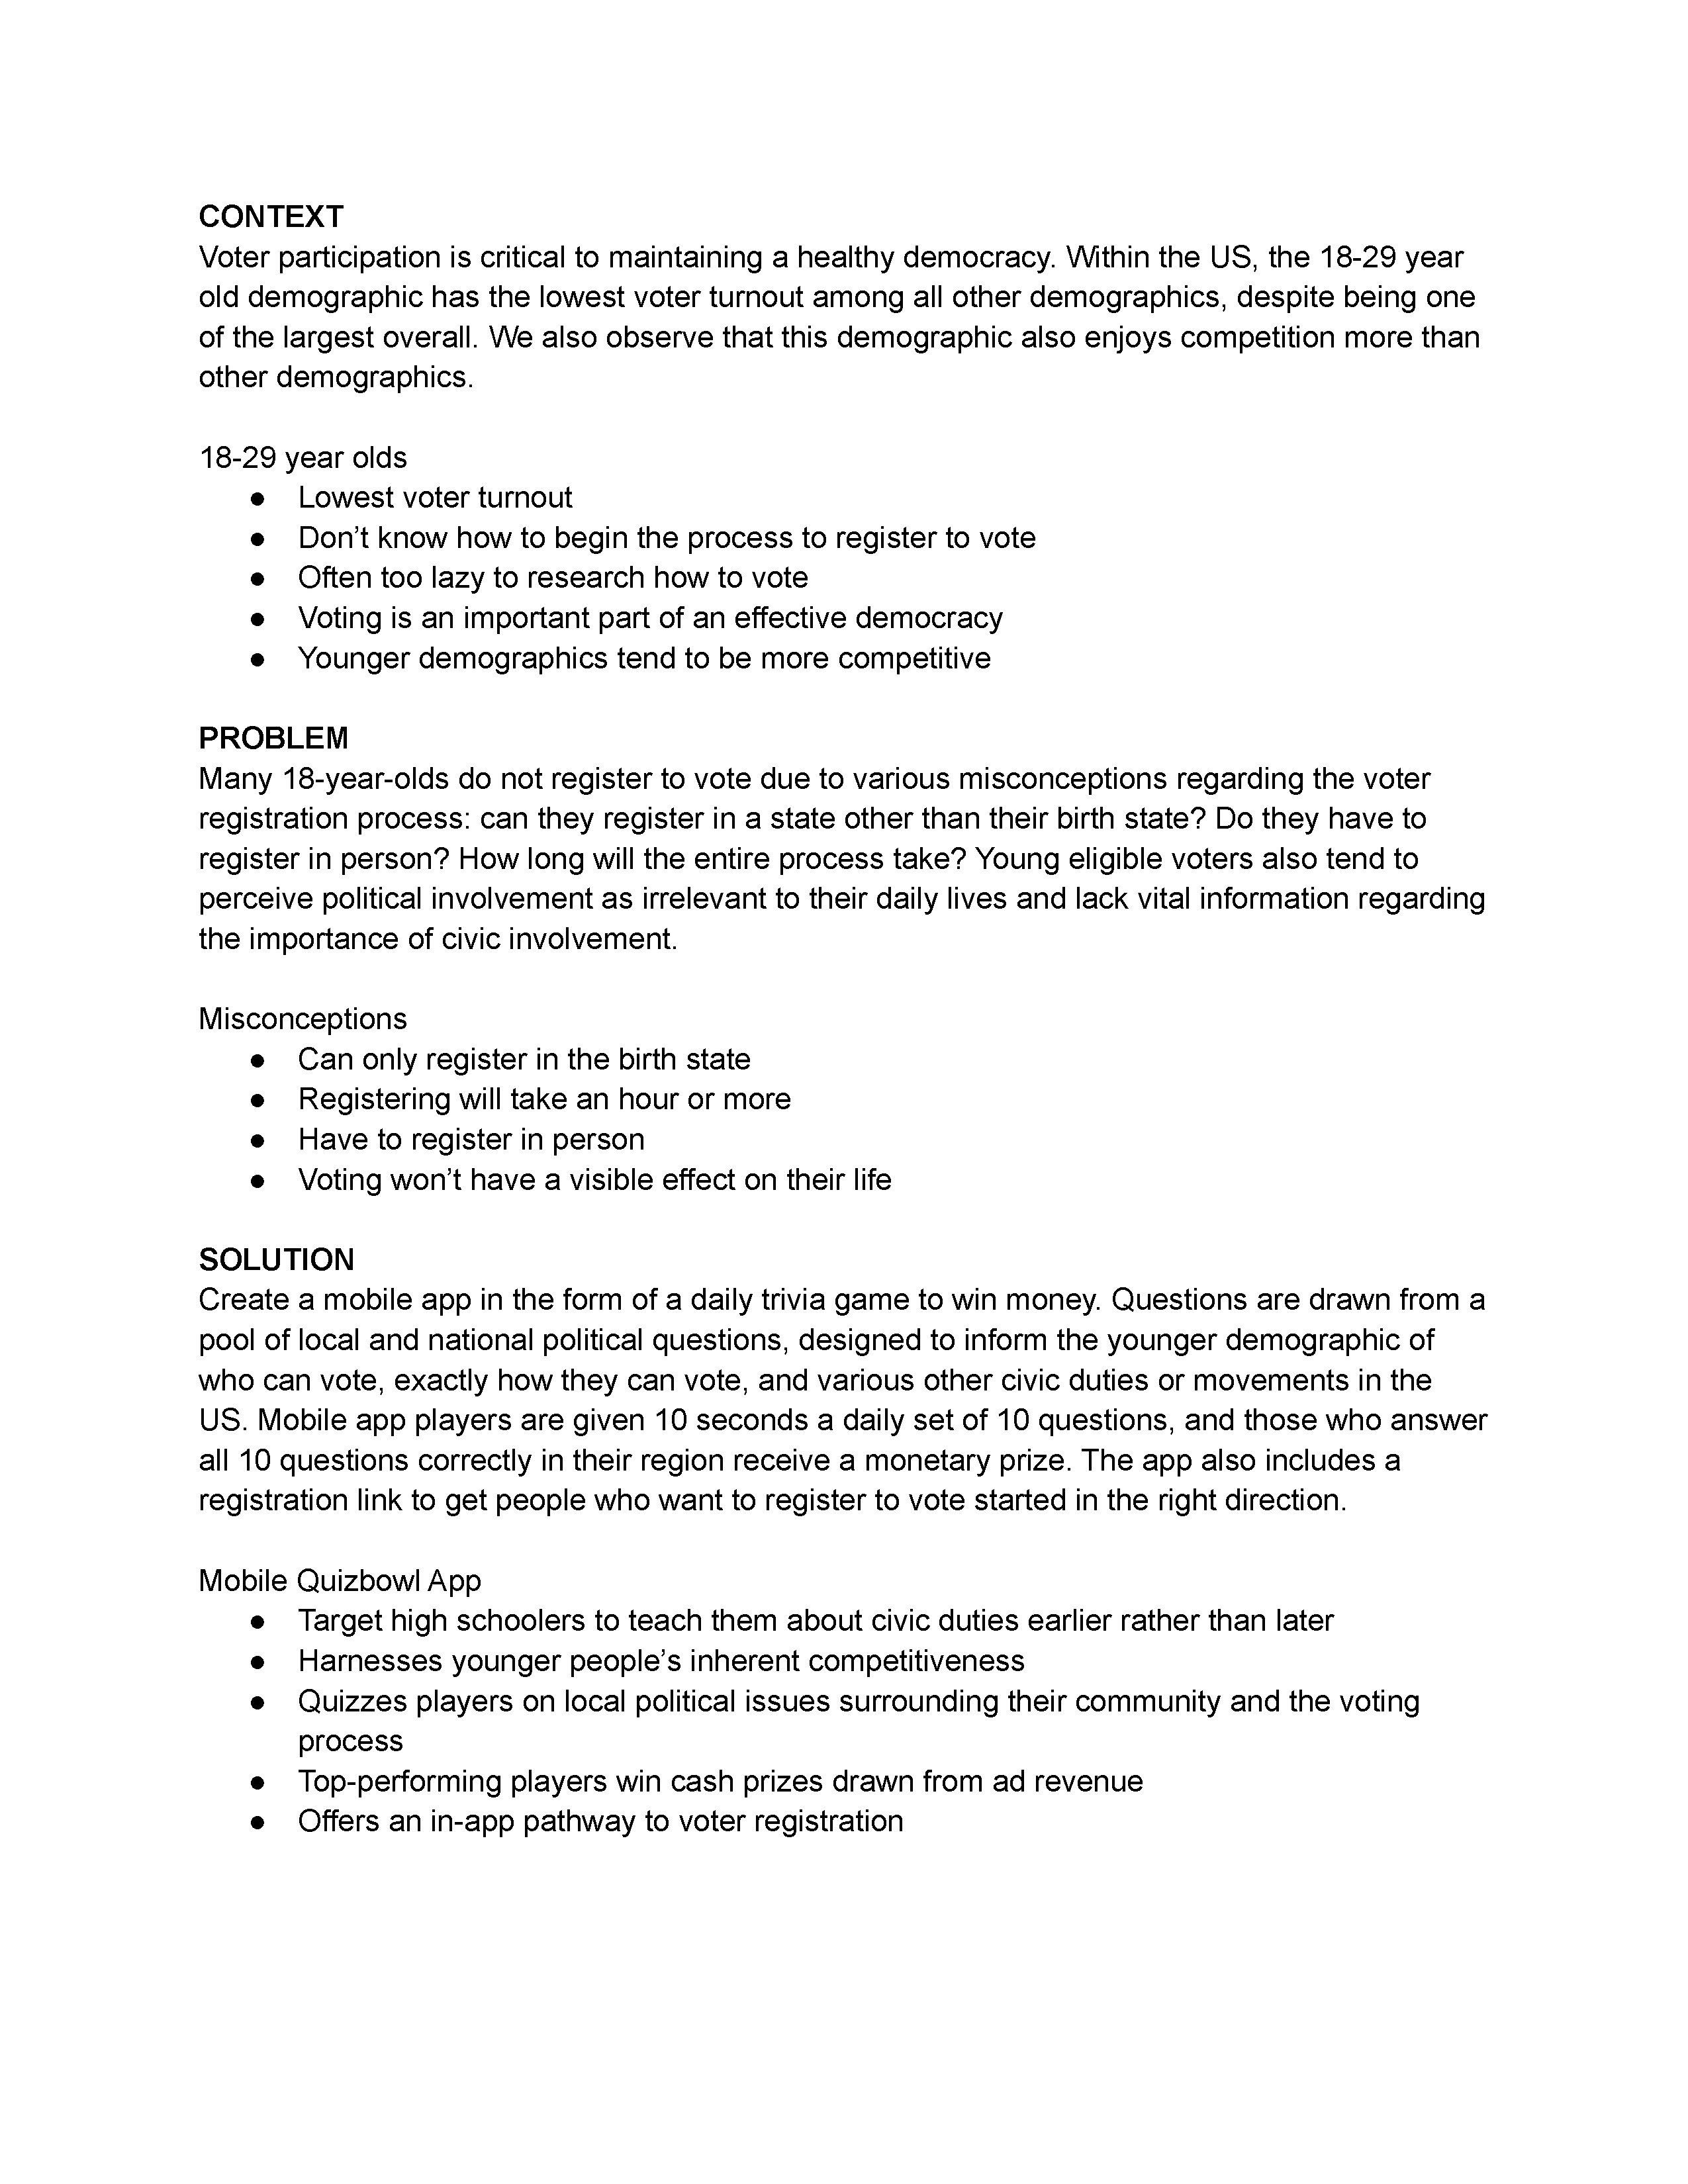 CONTEXT
Voter participation is critical to maintaining a healthy democracy. Within the US, the 18-29 year
old demographic has the lowest voter turnout among all other demographics, despite being one
of the largest overall. We also observe that this demographic also enjoys competition more than
other demographics.
18-29 year olds
● Lowest voter turnout
● Don’t know how to begin the process to register to vote
● Often too lazy to research how to vote
● Voting is an important part of an effective democracy
● Younger demographics tend to be more competitive
PROBLEM
Many 18-year-olds do not register to vote due to various misconceptions regarding the voter
registration process: can they register in a state other than their birth state? Do they have to
register in person? How long will the entire process take? Young eligible voters also tend to
perceive political involvement as irrelevant to their daily lives and lack vital information regarding
the importance of civic involvement.
Misconceptions
● Can only register in the birth state
● Registering will take an hour or more
● Have to register in person
● Voting won’t have a visible effect on their life
SOLUTION
Create a mobile app in the form of a daily trivia game to win money. Questions are drawn from a
pool of local and national political questions, designed to inform the younger demographic of
who can vote, exactly how they can vote, and various other civic duties or movements in the
US. Mobile app players are given 10 seconds a daily set of 10 questions, and those who answer
all 10 questions correctly in their region receive a monetary prize. The app also includes a
registration link to get people who want to register to vote started in the right direction.
Mobile Quizbowl App
● Target high schoolers to teach them about civic duties earlier rather than later
● Harnesses younger people’s inherent competitiveness
● Quizzes players on local political issues surrounding their community and the voting
process
● Top-performing players win cash prizes drawn from ad revenue
● Offers an in-app pathway to voter registration